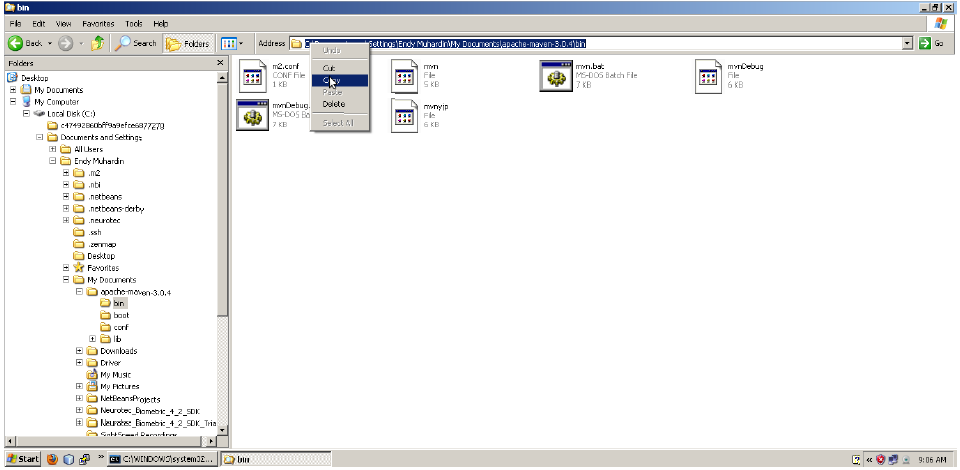 bin
File Edit View Favorites Tools Help
Back Search Folders Address Settings\Endy Muhardin\My Documents\apache-maven-3.0.4\bin Go
Folders
Undo
Cut
Copy
Paste
Delete
Select All
m2.conf
CONF File
1 KB
mvn
File
5 KB
mvn.bat
MS-DOS Batch File
7 KB
mvnDebug
File
6 KB
mvnDebug.
MS-DOS Ba
7 KB
mvnyjp
File
6 KB
Desktop
My Documents
My Computer
Local Disk (C:)
c47492860bff9a9efce6877278
Documents and Settings
All Users
Endy Muhardin
.m2
.nbi
.netbeans
.netbeans-derby
.neurotec
.ssh
.zenmap
Desktop
Favorites
My Documents
apache-maven-3.0.4
bin
boot
conf
lib
Downloads
Driver
My Music
My Pictures
NetBeansProjects
Neurotec_Biometric_4_2_SDK
Neurotec_Biometric_4_2_SDK_Tria
SightSpeed Recordings
Start » C:\WINDOWS\system32... bin « 9:06 AM